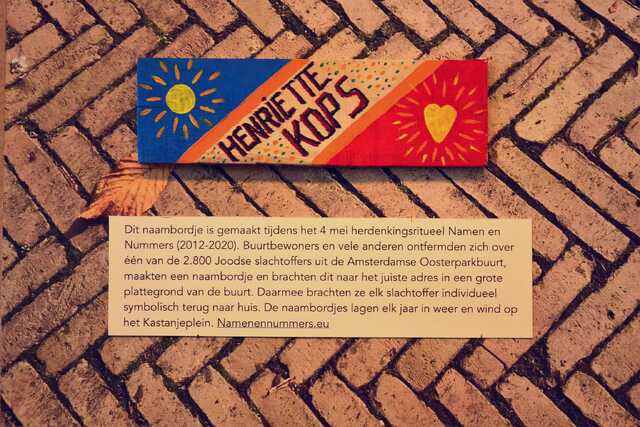 HENRIETTE
KOPS
Dit naambordje is gemaakt tijdens het 4 mei herdenkingsritueel Namen en
Nummers (2012-2020). Buurtbewoners en vele anderen ontfermden zich over
één van de 2.800 Joodse slachtoffers uit de Amsterdamse Oosterparkbuurt,
maakten een naambordje en brachten dit naar het juiste adres in een grote
plattegrond van de buurt. Daarmee brachten ze elk slachtoffer individueel
symbolisch terug naar huis. De naambordjes lagen elk jaar in weer en wind op
het Kastanjeplein. Namenennummers.eu